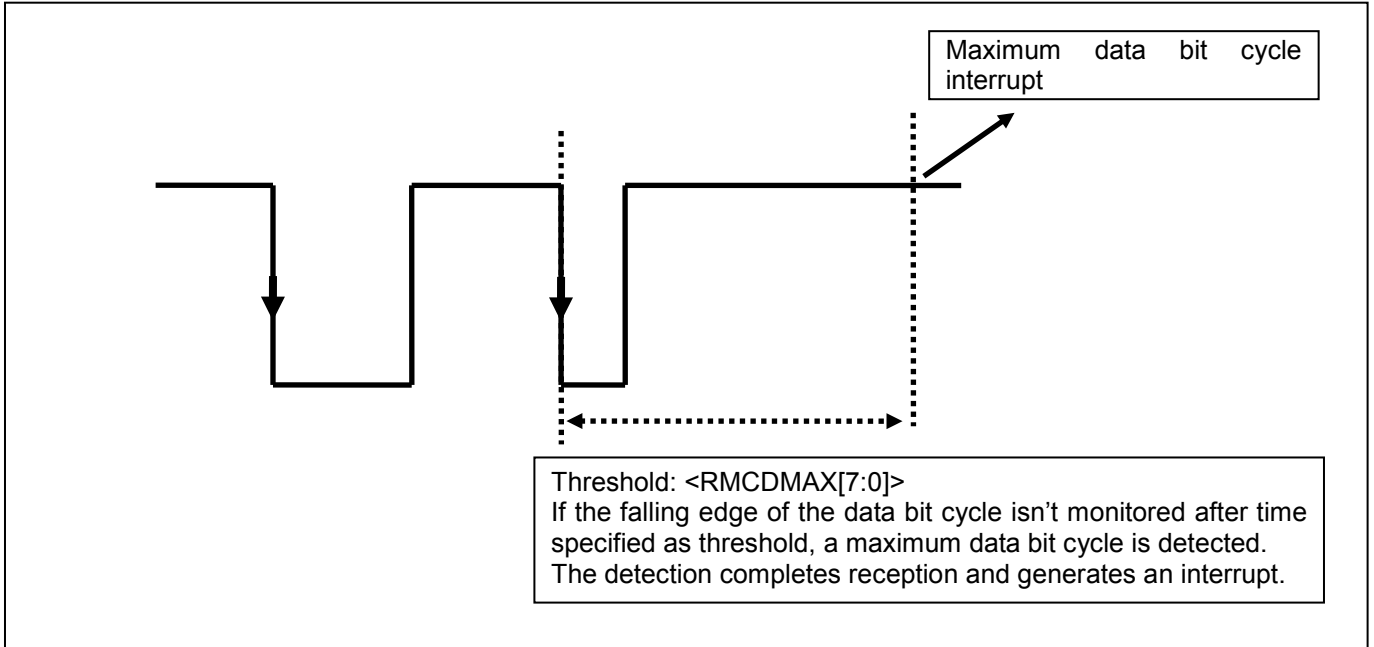 Maximum data bit cycle
interrupt
Threshold: <RMCDMAX[7:0]>
If the falling edge of the data bit cycle isn’t monitored after time
specified as threshold, a maximum data bit cycle is detected.
The detection completes reception and generates an interrupt.